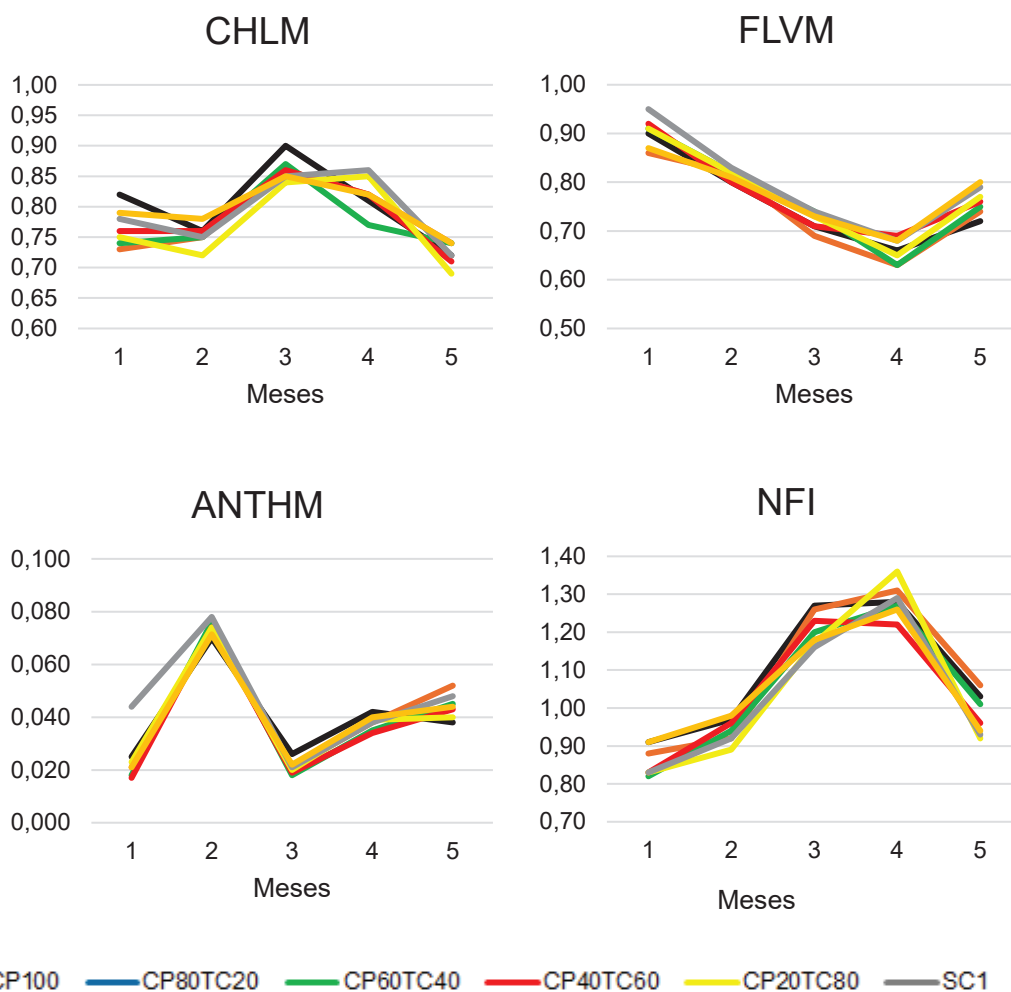 CHLM
1,00
0,95
0,90
0,85
0,80
0,75
0,70
0,65
0,60
1 2 3 4 5
Meses
FLVM
1,00
0,90
0,80
0,70
0,60
0,50
1 2 3 4 5
Meses
ANTHM
0,100
0,080
0,060
0,040
0,020
0,000
1 2 3 4 5
Meses
NFI
1,40
1,30
1,20
1,10
1,00
0,90
0,80
0,70
1 2 3 4 5
Meses
CP100 CP80TC20 CP60TC40 CP40TC60 CP20TC80 SC1